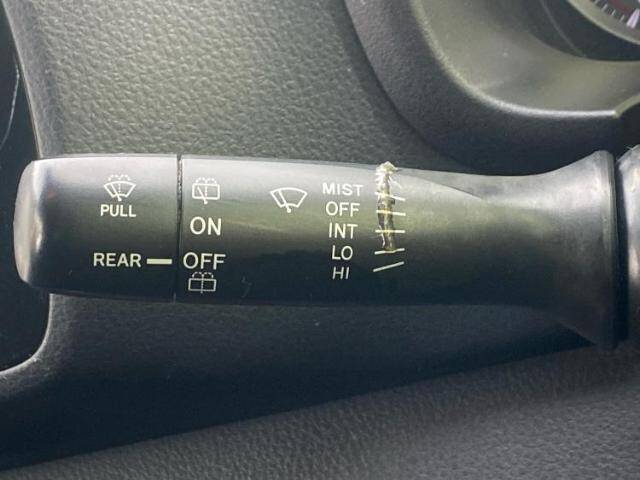 PULL
REAR
ON
OFF
MIST
OFF
INT
LO
HI